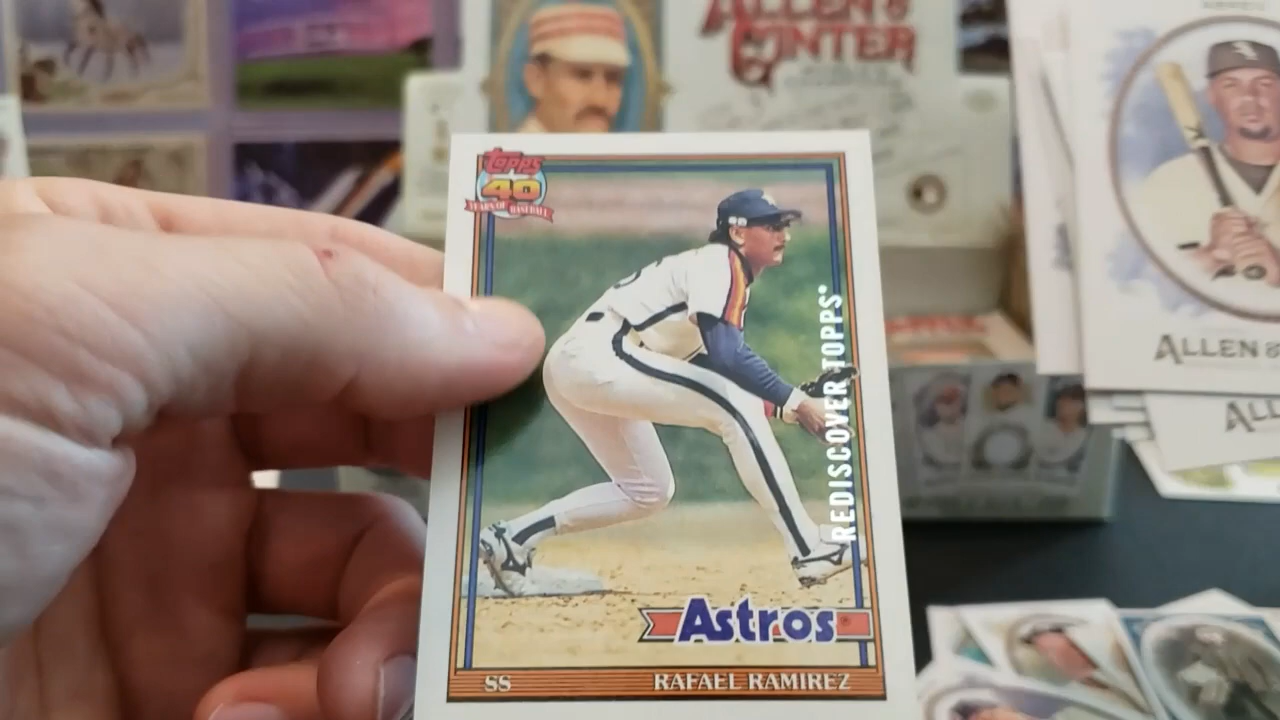 ALLEN &
GINTER
Topps
40
YEARS OF BASEBALL
REDISCOVER TOPPS®
Astros
SS
RAFAEL RAMIREZ
ALLEN &
ALL